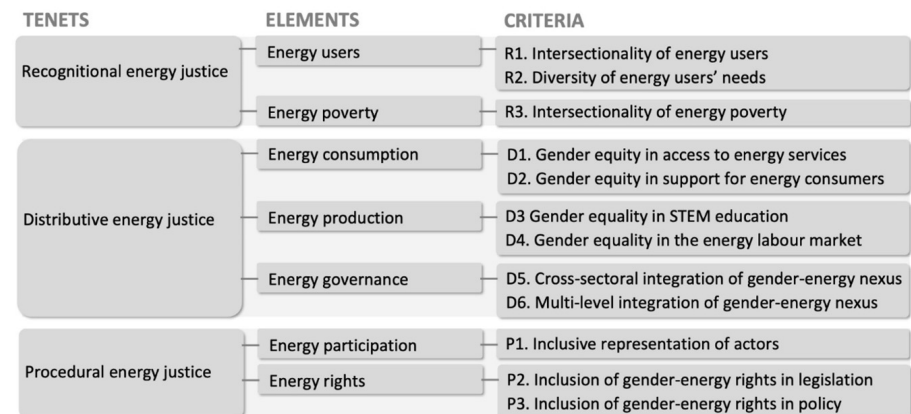 TENETS ELEMENTS CRITERIA
Recognitional energy justice
Energy users
R1. Intersectionality of energy users
R2. Diversity of energy users’ needs
Energy poverty
R3. Intersectionality of energy poverty
Distributive energy justice
Energy consumption
D1. Gender equity in access to energy services
D2. Gender equity in support for energy consumers
Energy production
D3 Gender equality in STEM education
D4. Gender equality in the energy labour market
Energy governance
D5. Cross-sectoral integration of gender-energy nexus
D6. Multi-level integration of gender-energy nexus
Procedural energy justice
Energy participation
P1. Inclusive representation of actors
Energy rights
P2. Inclusion of gender-energy rights in legislation
P3. Inclusion of gender-energy rights in policy